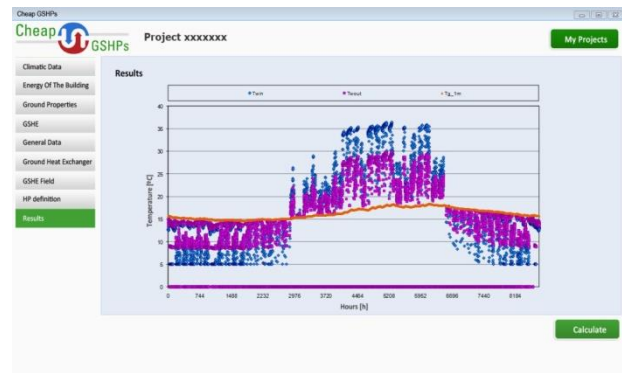 Cheap GSHPs
Cheap GSHPs
Project xxxxxxx
My Projects
Climatic Data
Energy Of The Building
Ground Properties
GSHE
General Data
Ground Heat Exchanger
GSHE Field
HP definition
Results
Results
Twin
Twout
Tg_1m
Temperature [ºC]
40
35
30
25
20
15
10
5
0
0 744 1488 2232 2976 3720 4464 5208 5952 6696 7440 8184
Hours [h]
Calculate